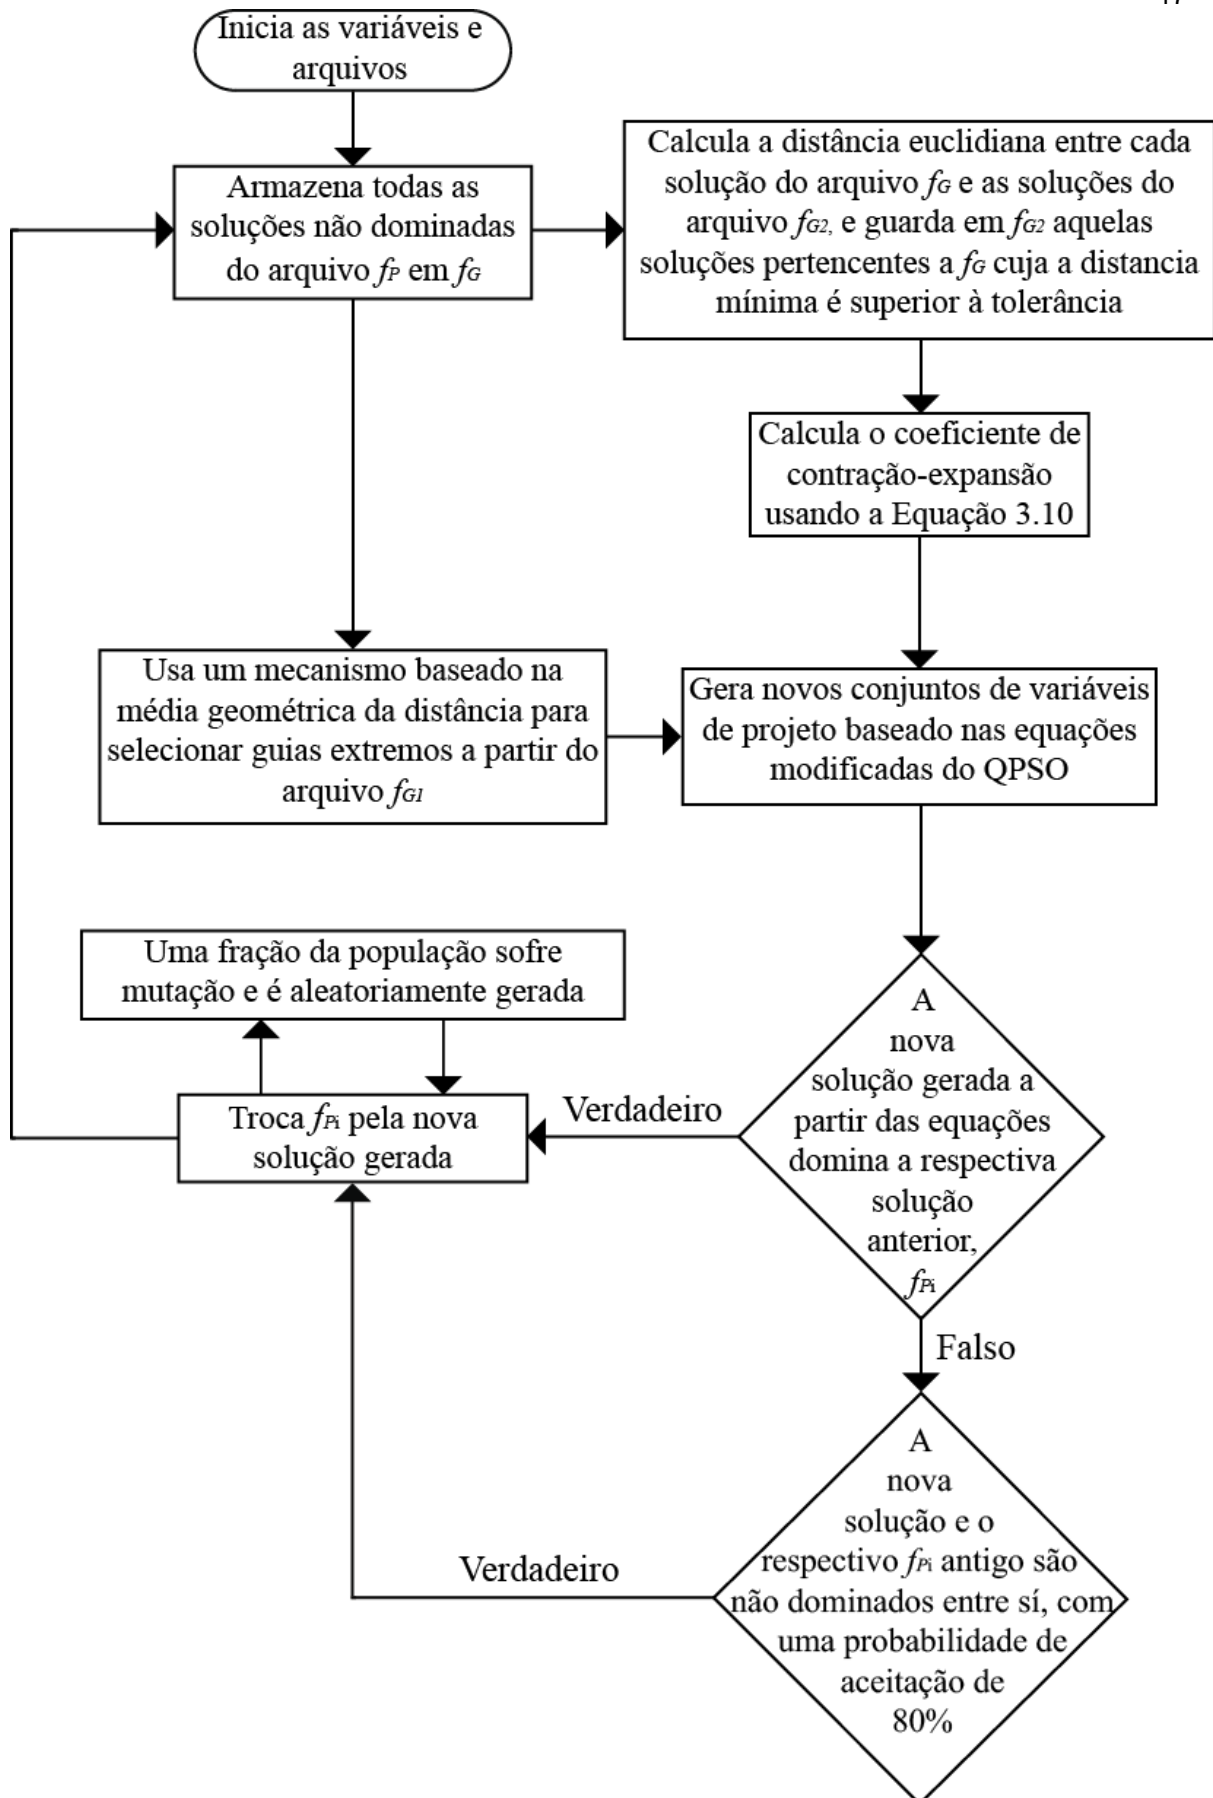 Inicia as variáveis e
arquivos
Armazena todas as
soluções não dominadas
do arquivo fP em fG
Calcula a distância euclidiana entre cada
solução do arquivo fG e as soluções do
arquivo fG2, e guarda em fG2 aquelas
soluções pertencentes a fG cuja a distancia
mínima é superior à tolerância
Calcula o coeficiente de
contração-expansão
usando a Equação 3.10
Usa um mecanismo baseado na
média geométrica da distância para
selecionar guias extremos a partir do
arquivo fG1
Gera novos conjuntos de variáveis
de projeto baseado nas equações
modificadas do QPSO
Uma fração da população sofre
mutação e é aleatoriamente gerada
Troca fPi pela nova
solução gerada
Verdadeiro
A
nova
solução gerada a
partir das equações
domina a respectiva
solução
anterior,
fPi
Falso
A
nova
solução e o
respectivo fPi antigo são
não dominados entre sí, com
uma probabilidade de
aceitação de
80%
Verdadeiro